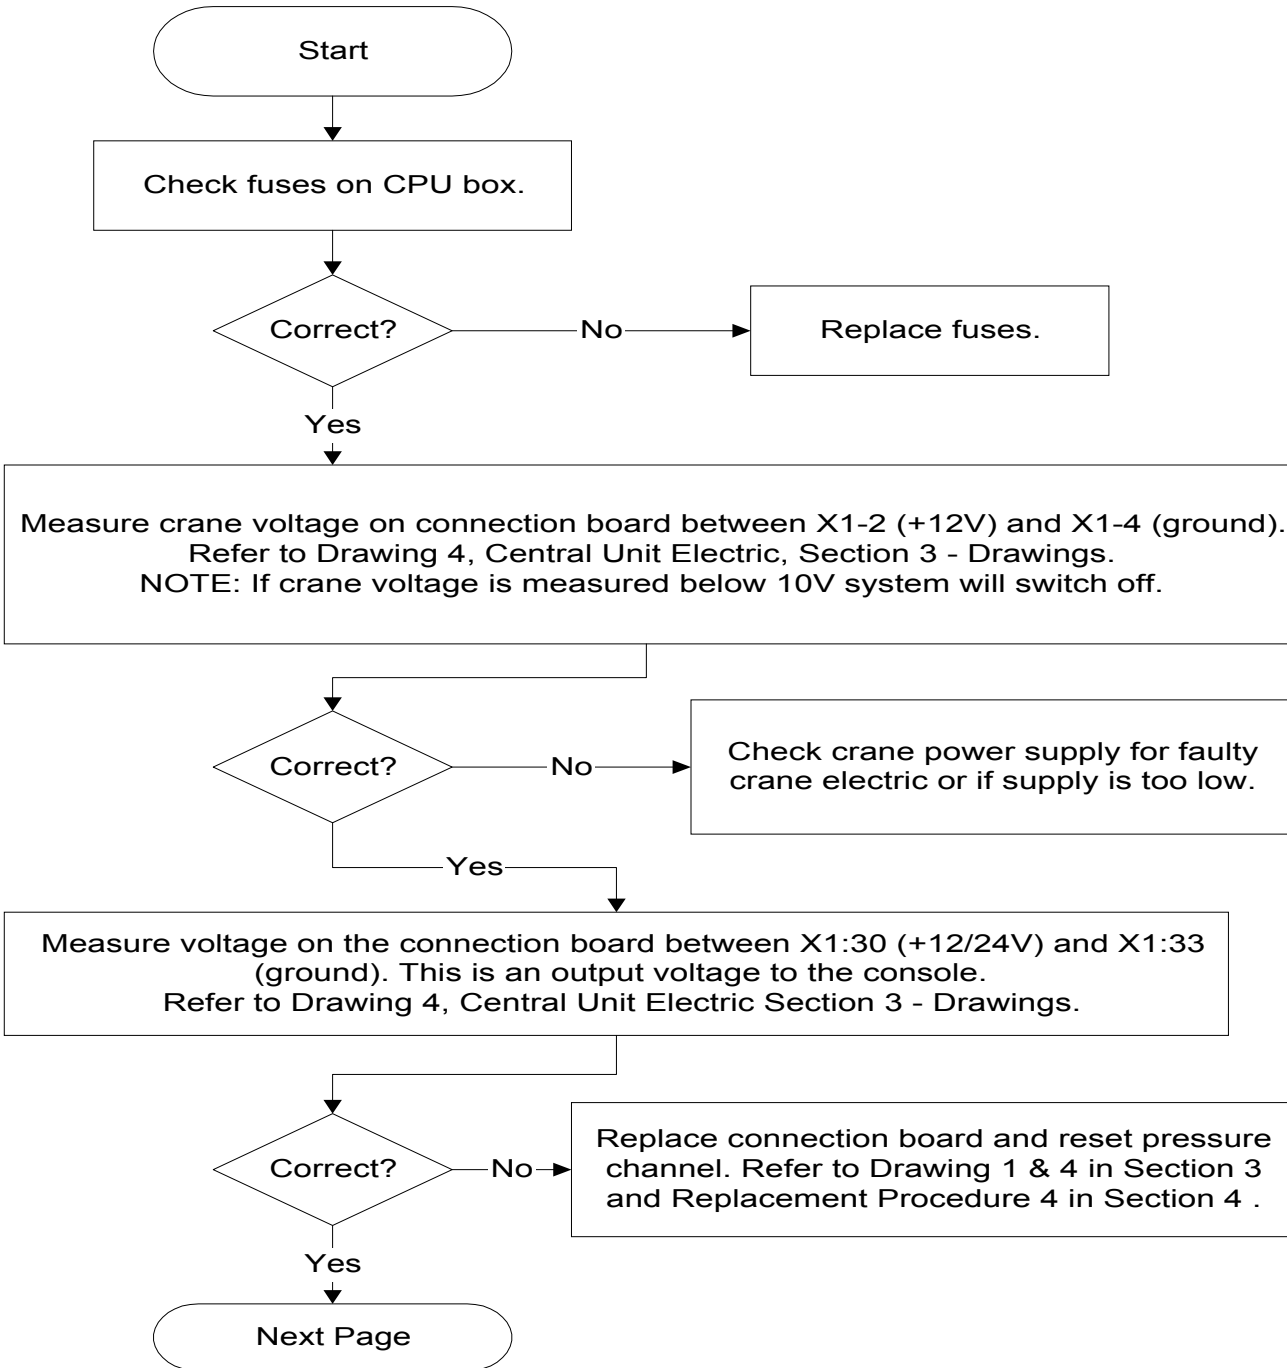 Start
Check fuses on CPU box.
Correct?
No
Replace fuses.
Yes
Measure crane voltage on connection board between X1-2 (+12V) and X1-4 (ground).
Refer to Drawing 4, Central Unit Electric, Section 3 - Drawings.
NOTE: If crane voltage is measured below 10V system will switch off.
Correct?
No
Check crane power supply for faulty
crane electric or if supply is too low.
Yes
Measure voltage on the connection board between X1:30 (+12/24V) and X1:33
(ground). This is an output voltage to the console.
Refer to Drawing 4, Central Unit Electric Section 3 - Drawings.
Correct?
No
Replace connection board and reset pressure
channel. Refer to Drawing 1 & 4 in Section 3
and Replacement Procedure 4 in Section 4 .
Yes
Next Page